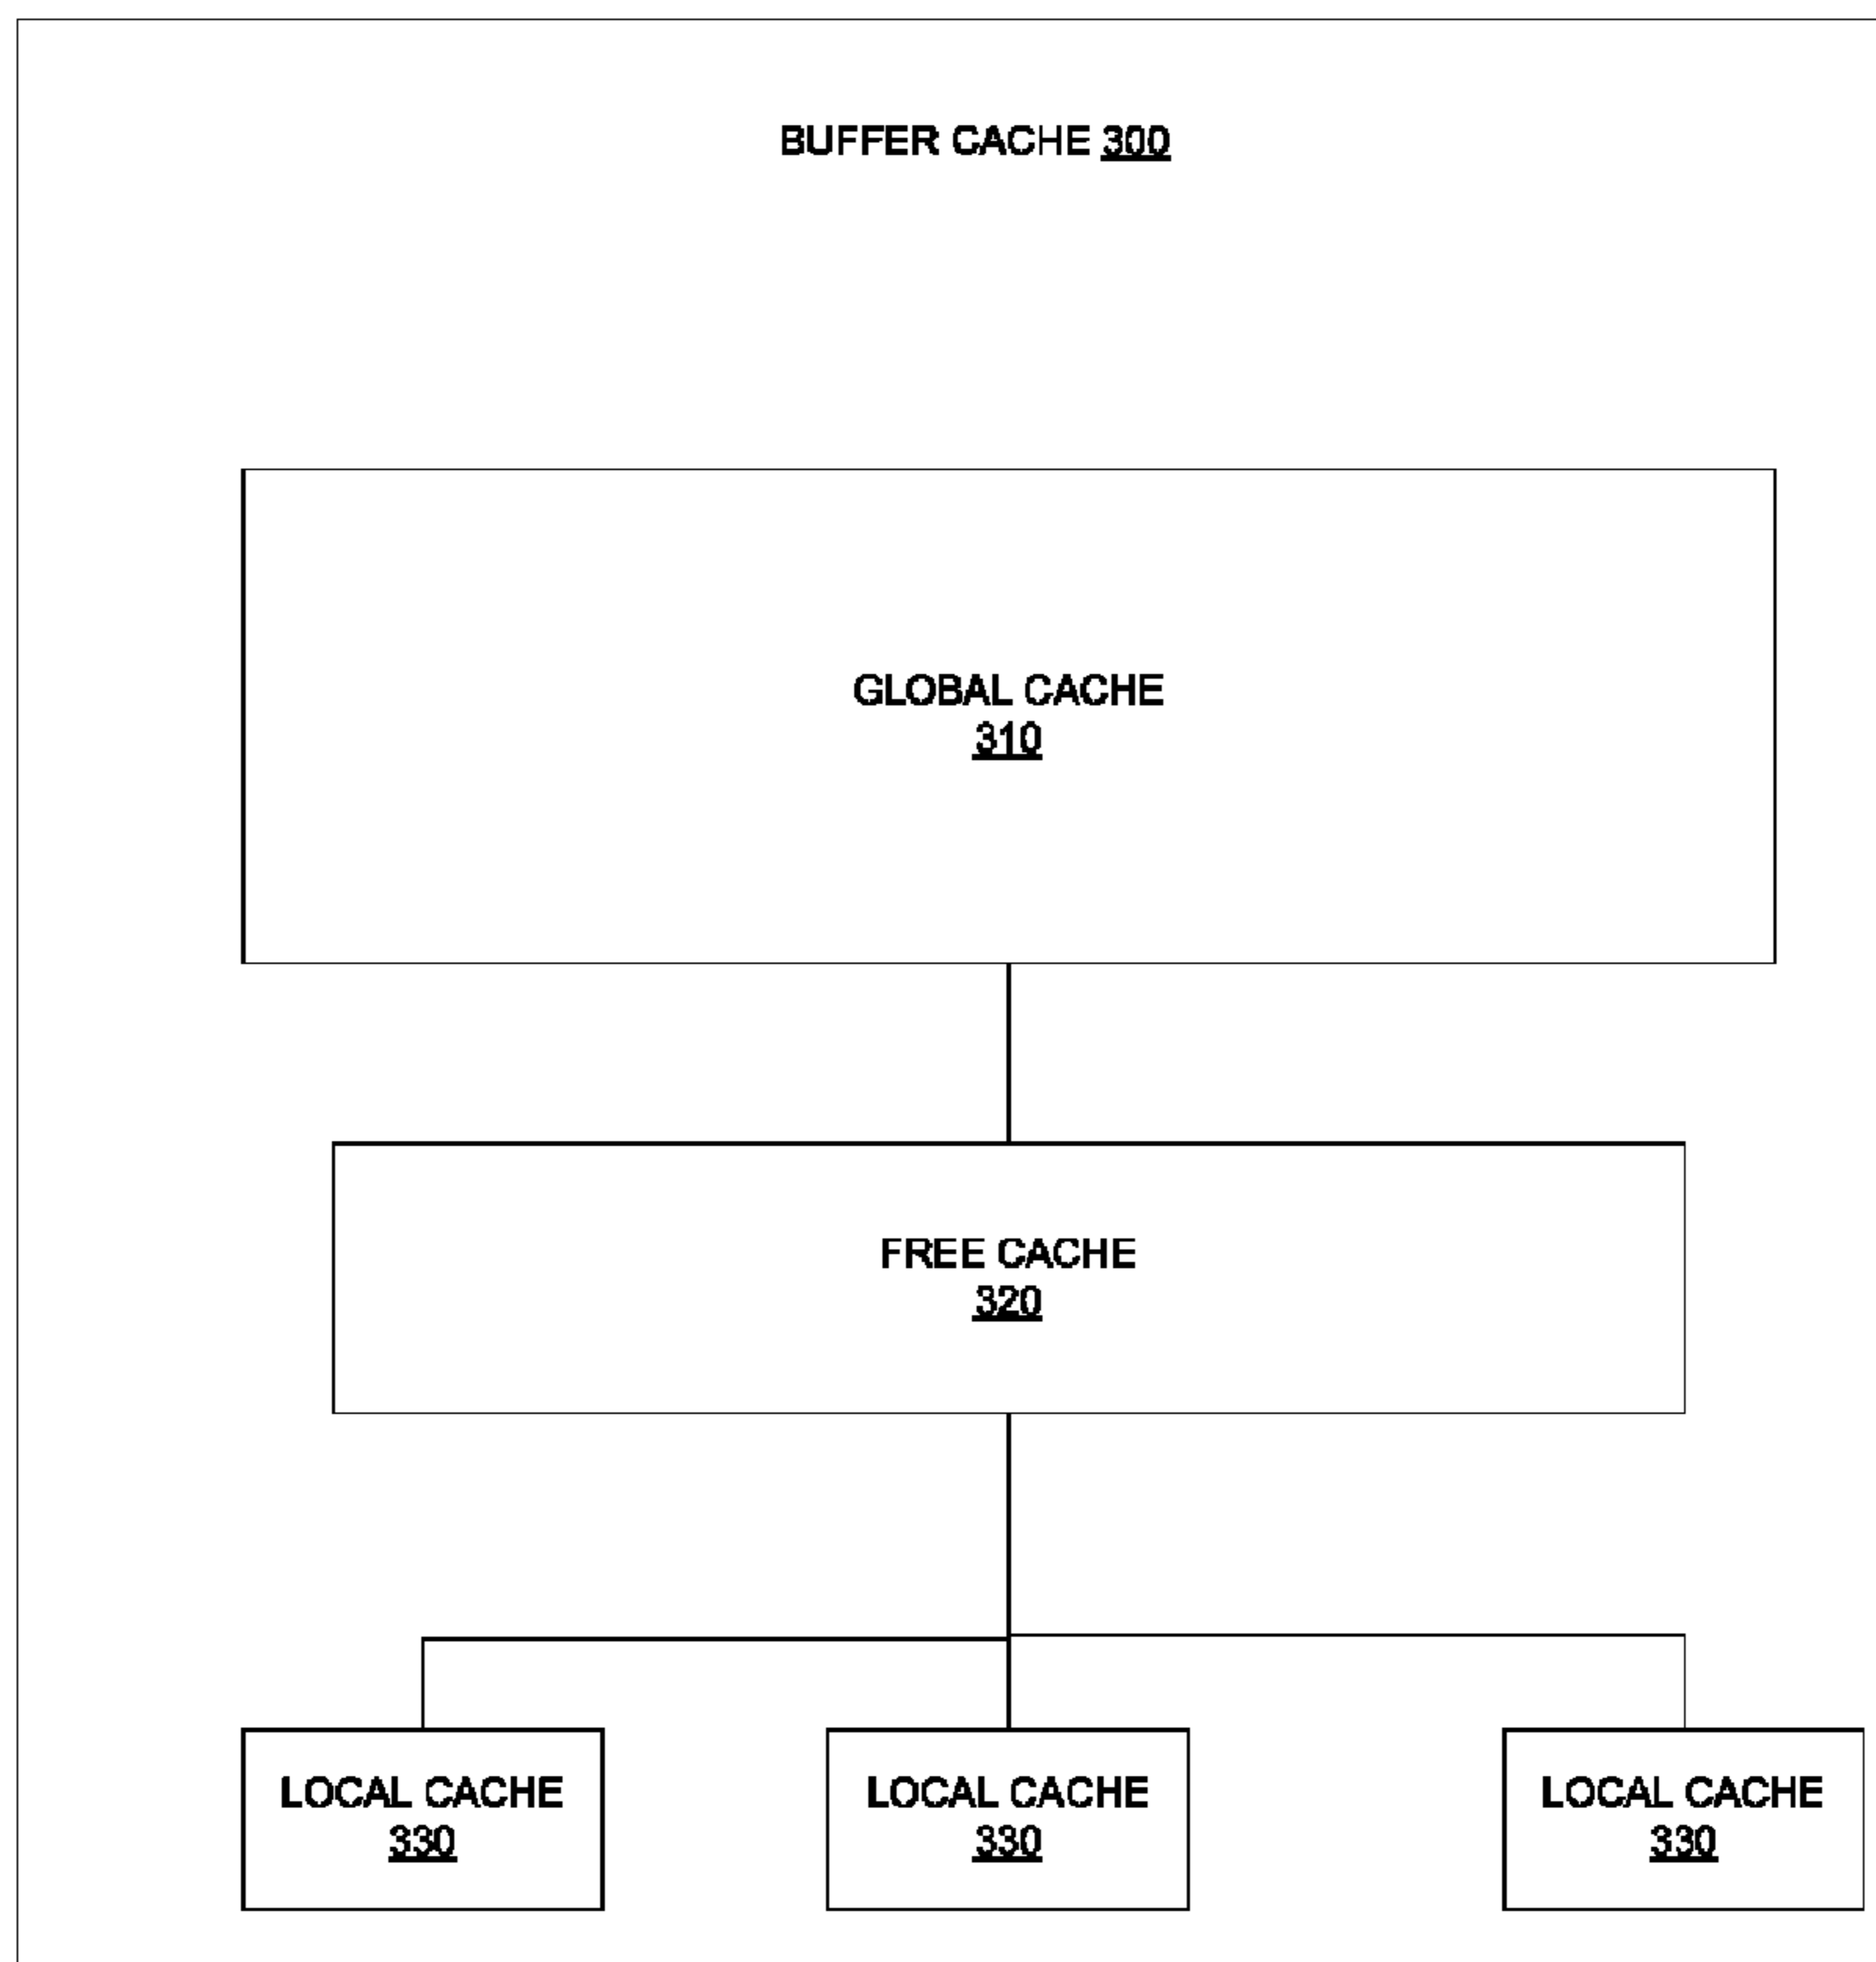 BUFFER CACHE 300
GLOBAL CACHE
310
FREE CACHE
320
LOCAL CACHE
330
LOCAL CACHE
330
LOCAL CACHE
330